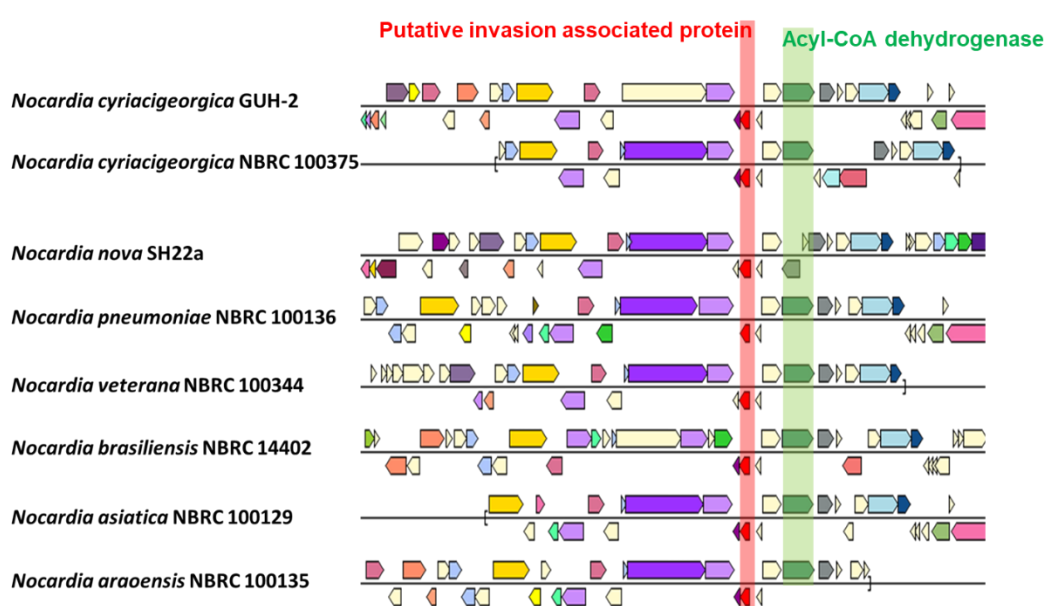 Putative invasion associated protein
Acyl-CoA dehydrogenase
Nocardia cyriacigeorgica GUH-2
Nocardia cyriacigeorgica NBRC 100375
Nocardia nova SH22a
Nocardia pneumoniae NBRC 100136
Nocardia veterana NBRC 100344
Nocardia brasiliensis NBRC 14402
Nocardia asiatica NBRC 100129
Nocardia araoensis NBRC 100135